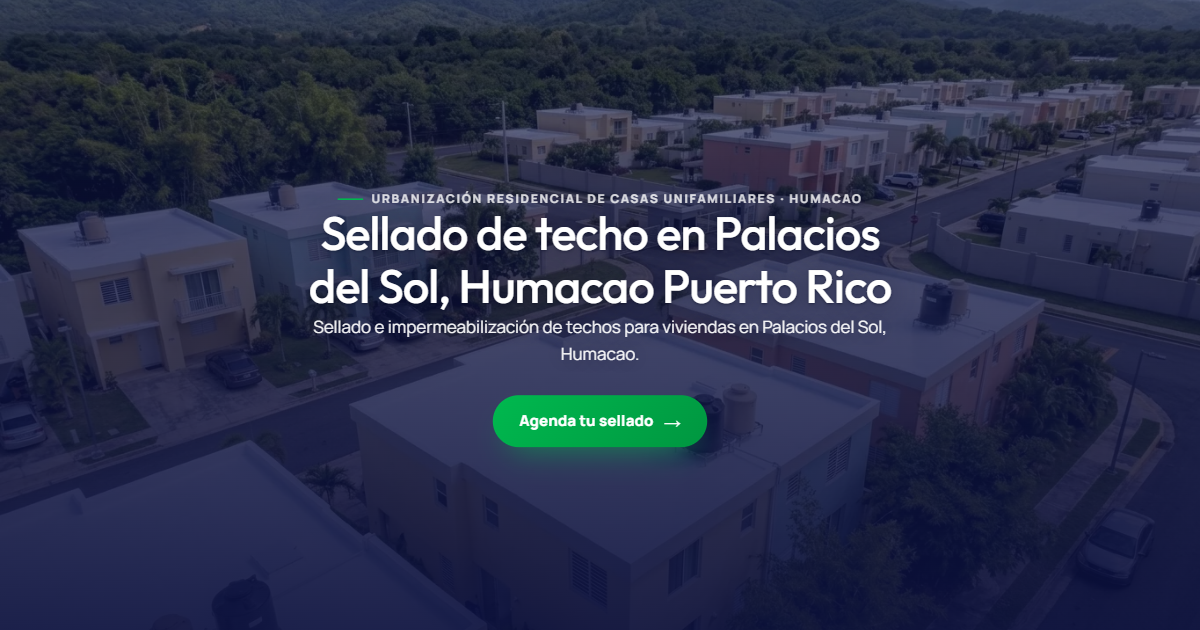 URBANIZACIÓN RESIDENCIAL DE CASAS UNIFAMILIARES · HUMACAO
Sellado de techo en Palacios
del Sol, Humacao Puerto Rico
Sellado e impermeabilización de techos para viviendas en Palacios del Sol,
Humacao.
Agenda tu sellado →